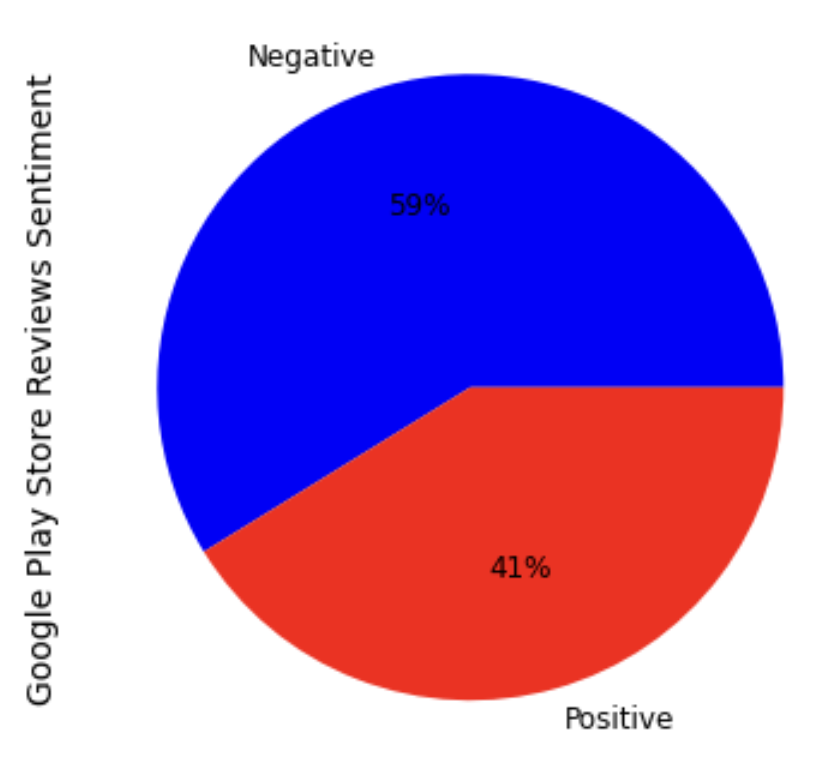 Google Play Store Reviews Sentiment
Negative
59%
41%
Positive